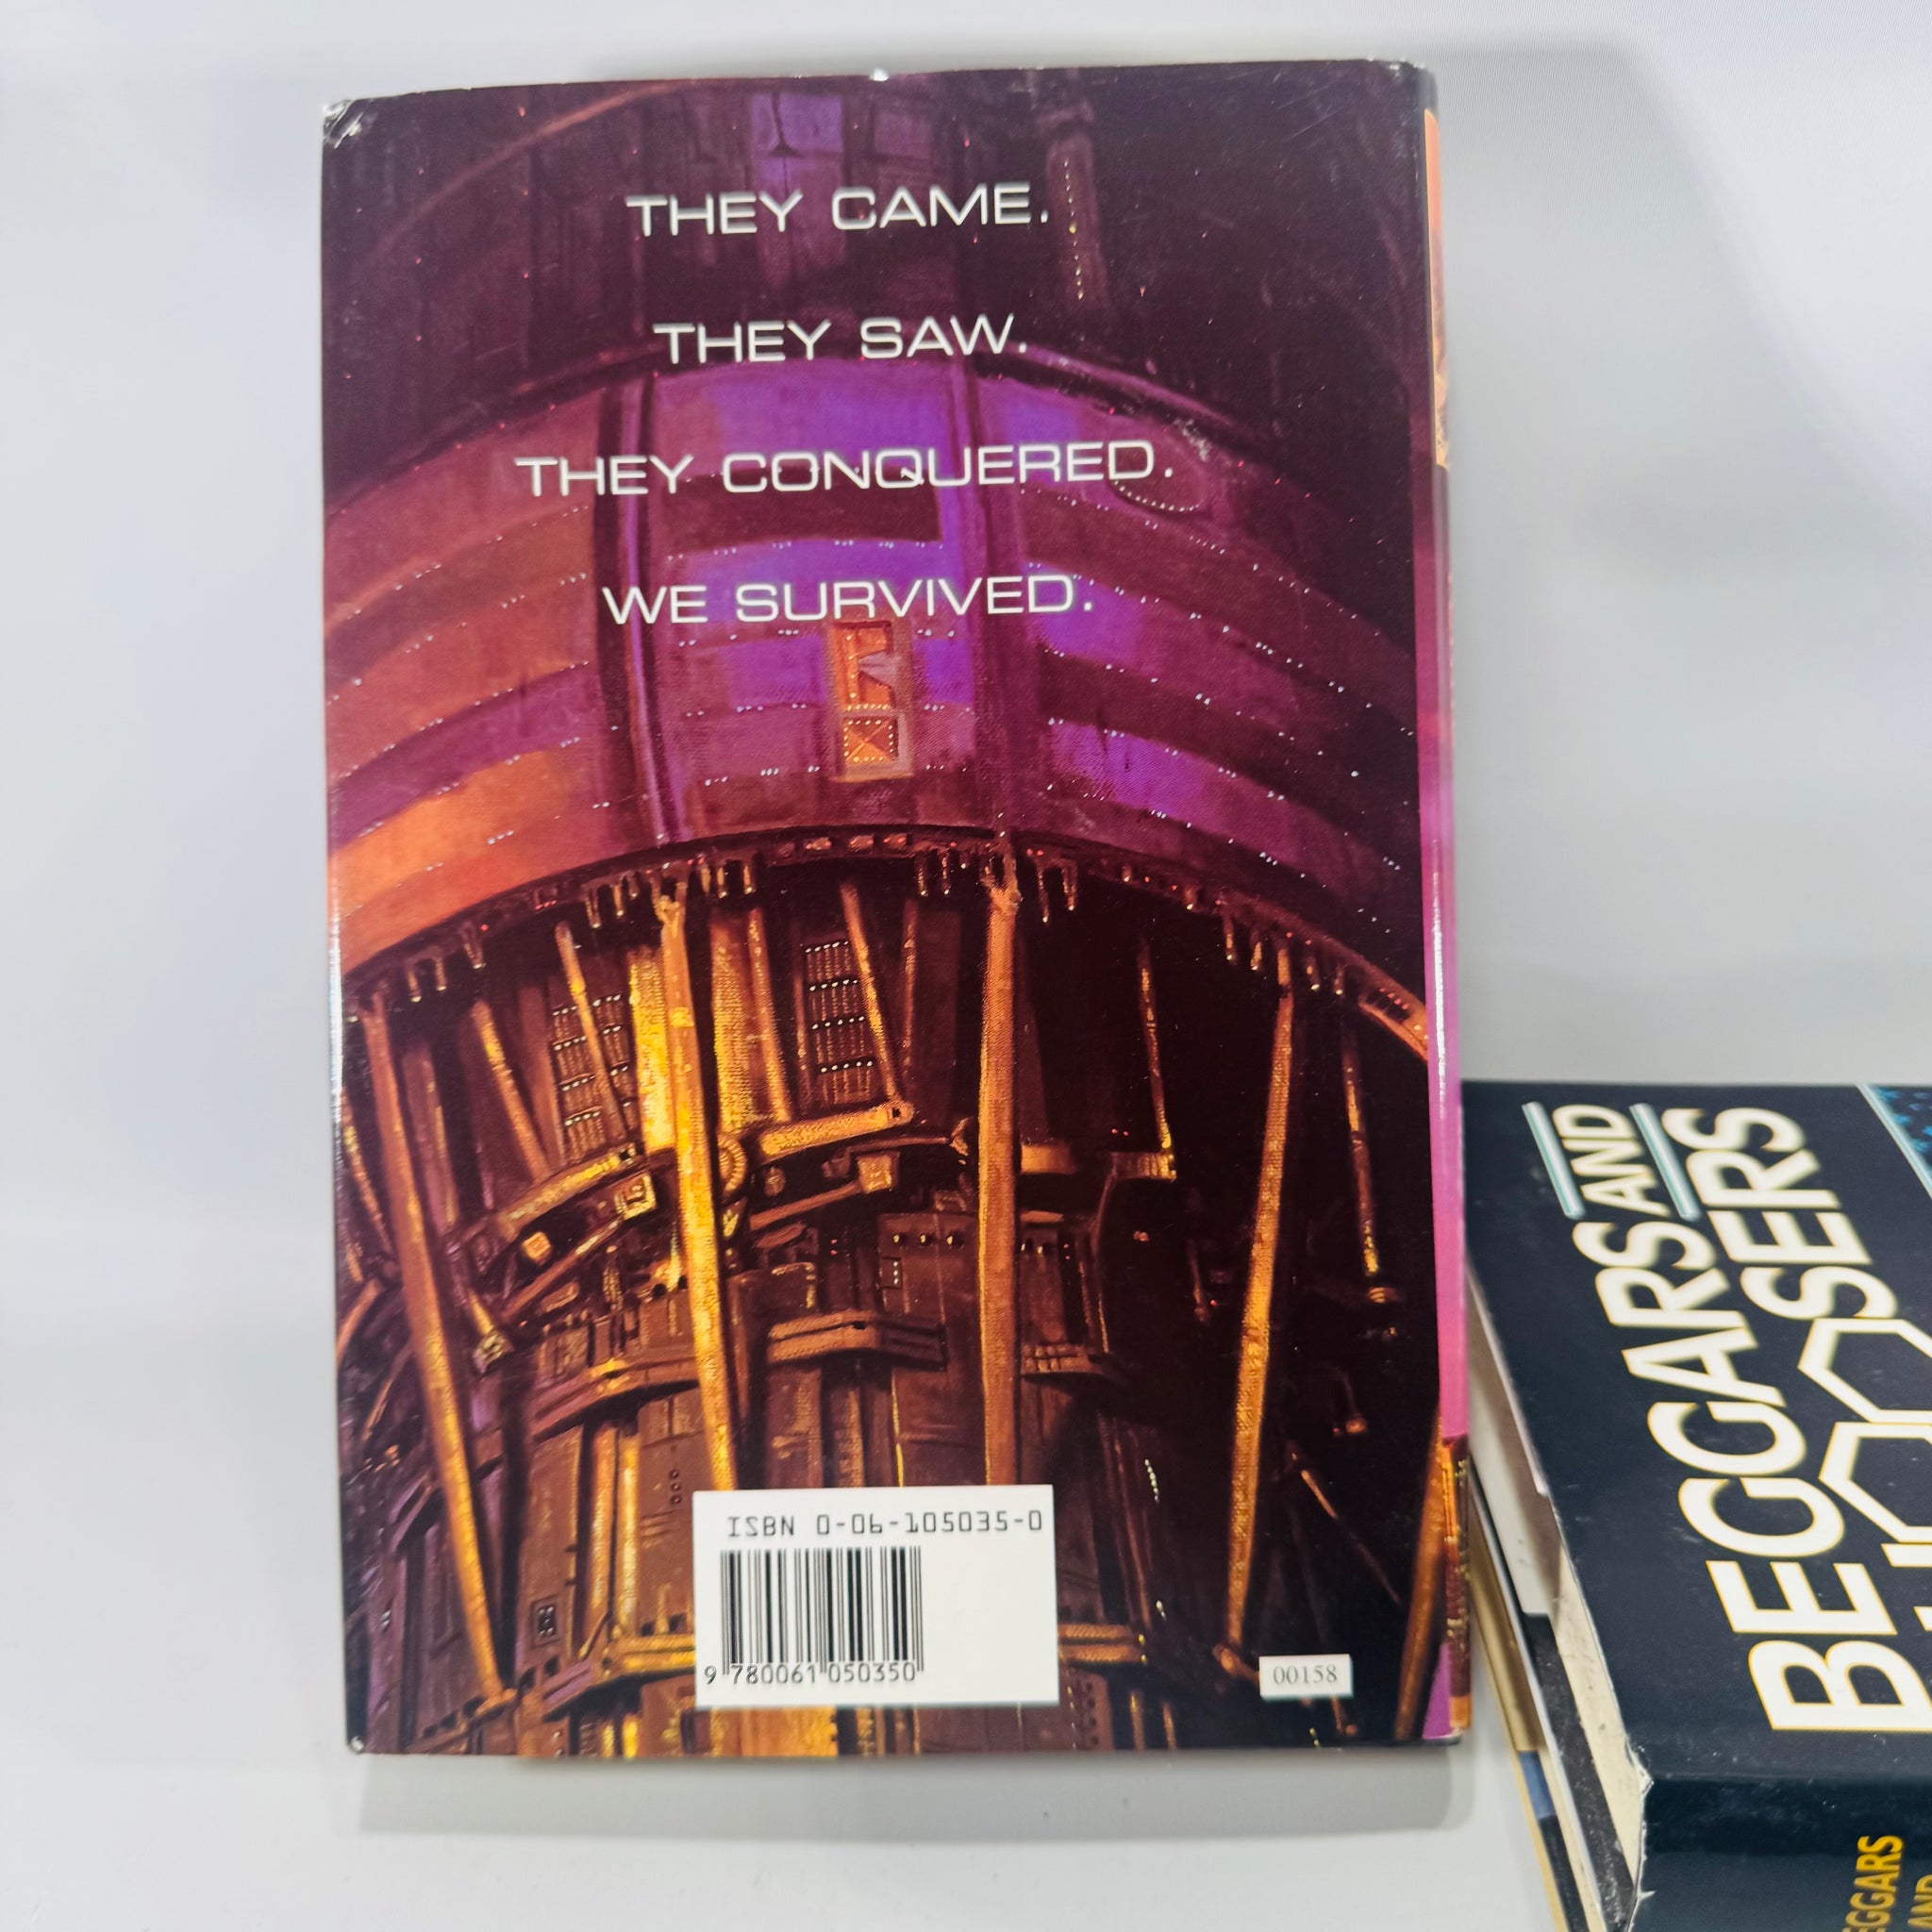 THEY CAME.
THEY SAW.
THEY CONQUERED.
WE SURVIVED.
ISBN 0-06-105035-0
9 780061 050350
00158
BEGGARS AND
SERS
BEGGARS